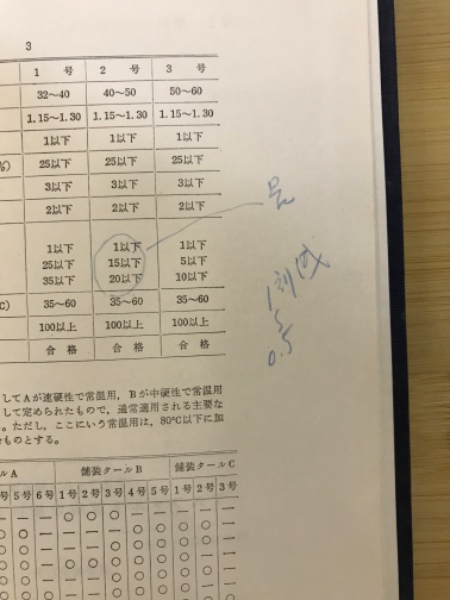 3
1 号 2 号 3 号
32〜40 40〜50 50〜60
1.15〜1.30 1.15〜1.30 1.15〜1.30
1以下 1以下 1以下
%) 25以下 25以下 25以下
3以下 3以下 3以下
2以下 2以下 2以下
1以下 1以下 1以下
25以下 15以下 5以下
35以下 20以下 10以下
C) 35〜60 35〜60 35〜60
100以上 100以上 100以上
合 格 合 格 合 格
0.5
してAが速硬性で常温用，Bが中硬性で常温用
して定められたもので，通常適用される主要な
。ただし，ここにいう常温用は，80℃以下に加
ものとする。
ルA 舗装タールB 舗装タールC
号 5号 6号 1号 2号 3号 4号 5号 1号 2号 3号